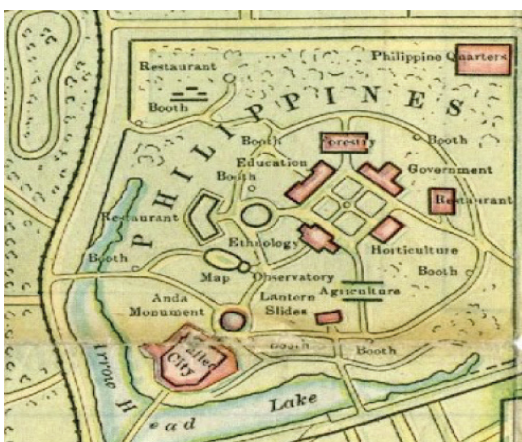 Philippine Quarters
Restaurant
Booth
PHILIPPINES
Booth
Forestry
Booth
Education
Government
Booth
Restaurant
Restaurant
Ethnology
Horticulture
Booth
Map
Observatory
Booth
Agriculture
Anda
Monument
Lantern
Slides
Walled
City
Booth
Booth
Arrow Head Lake